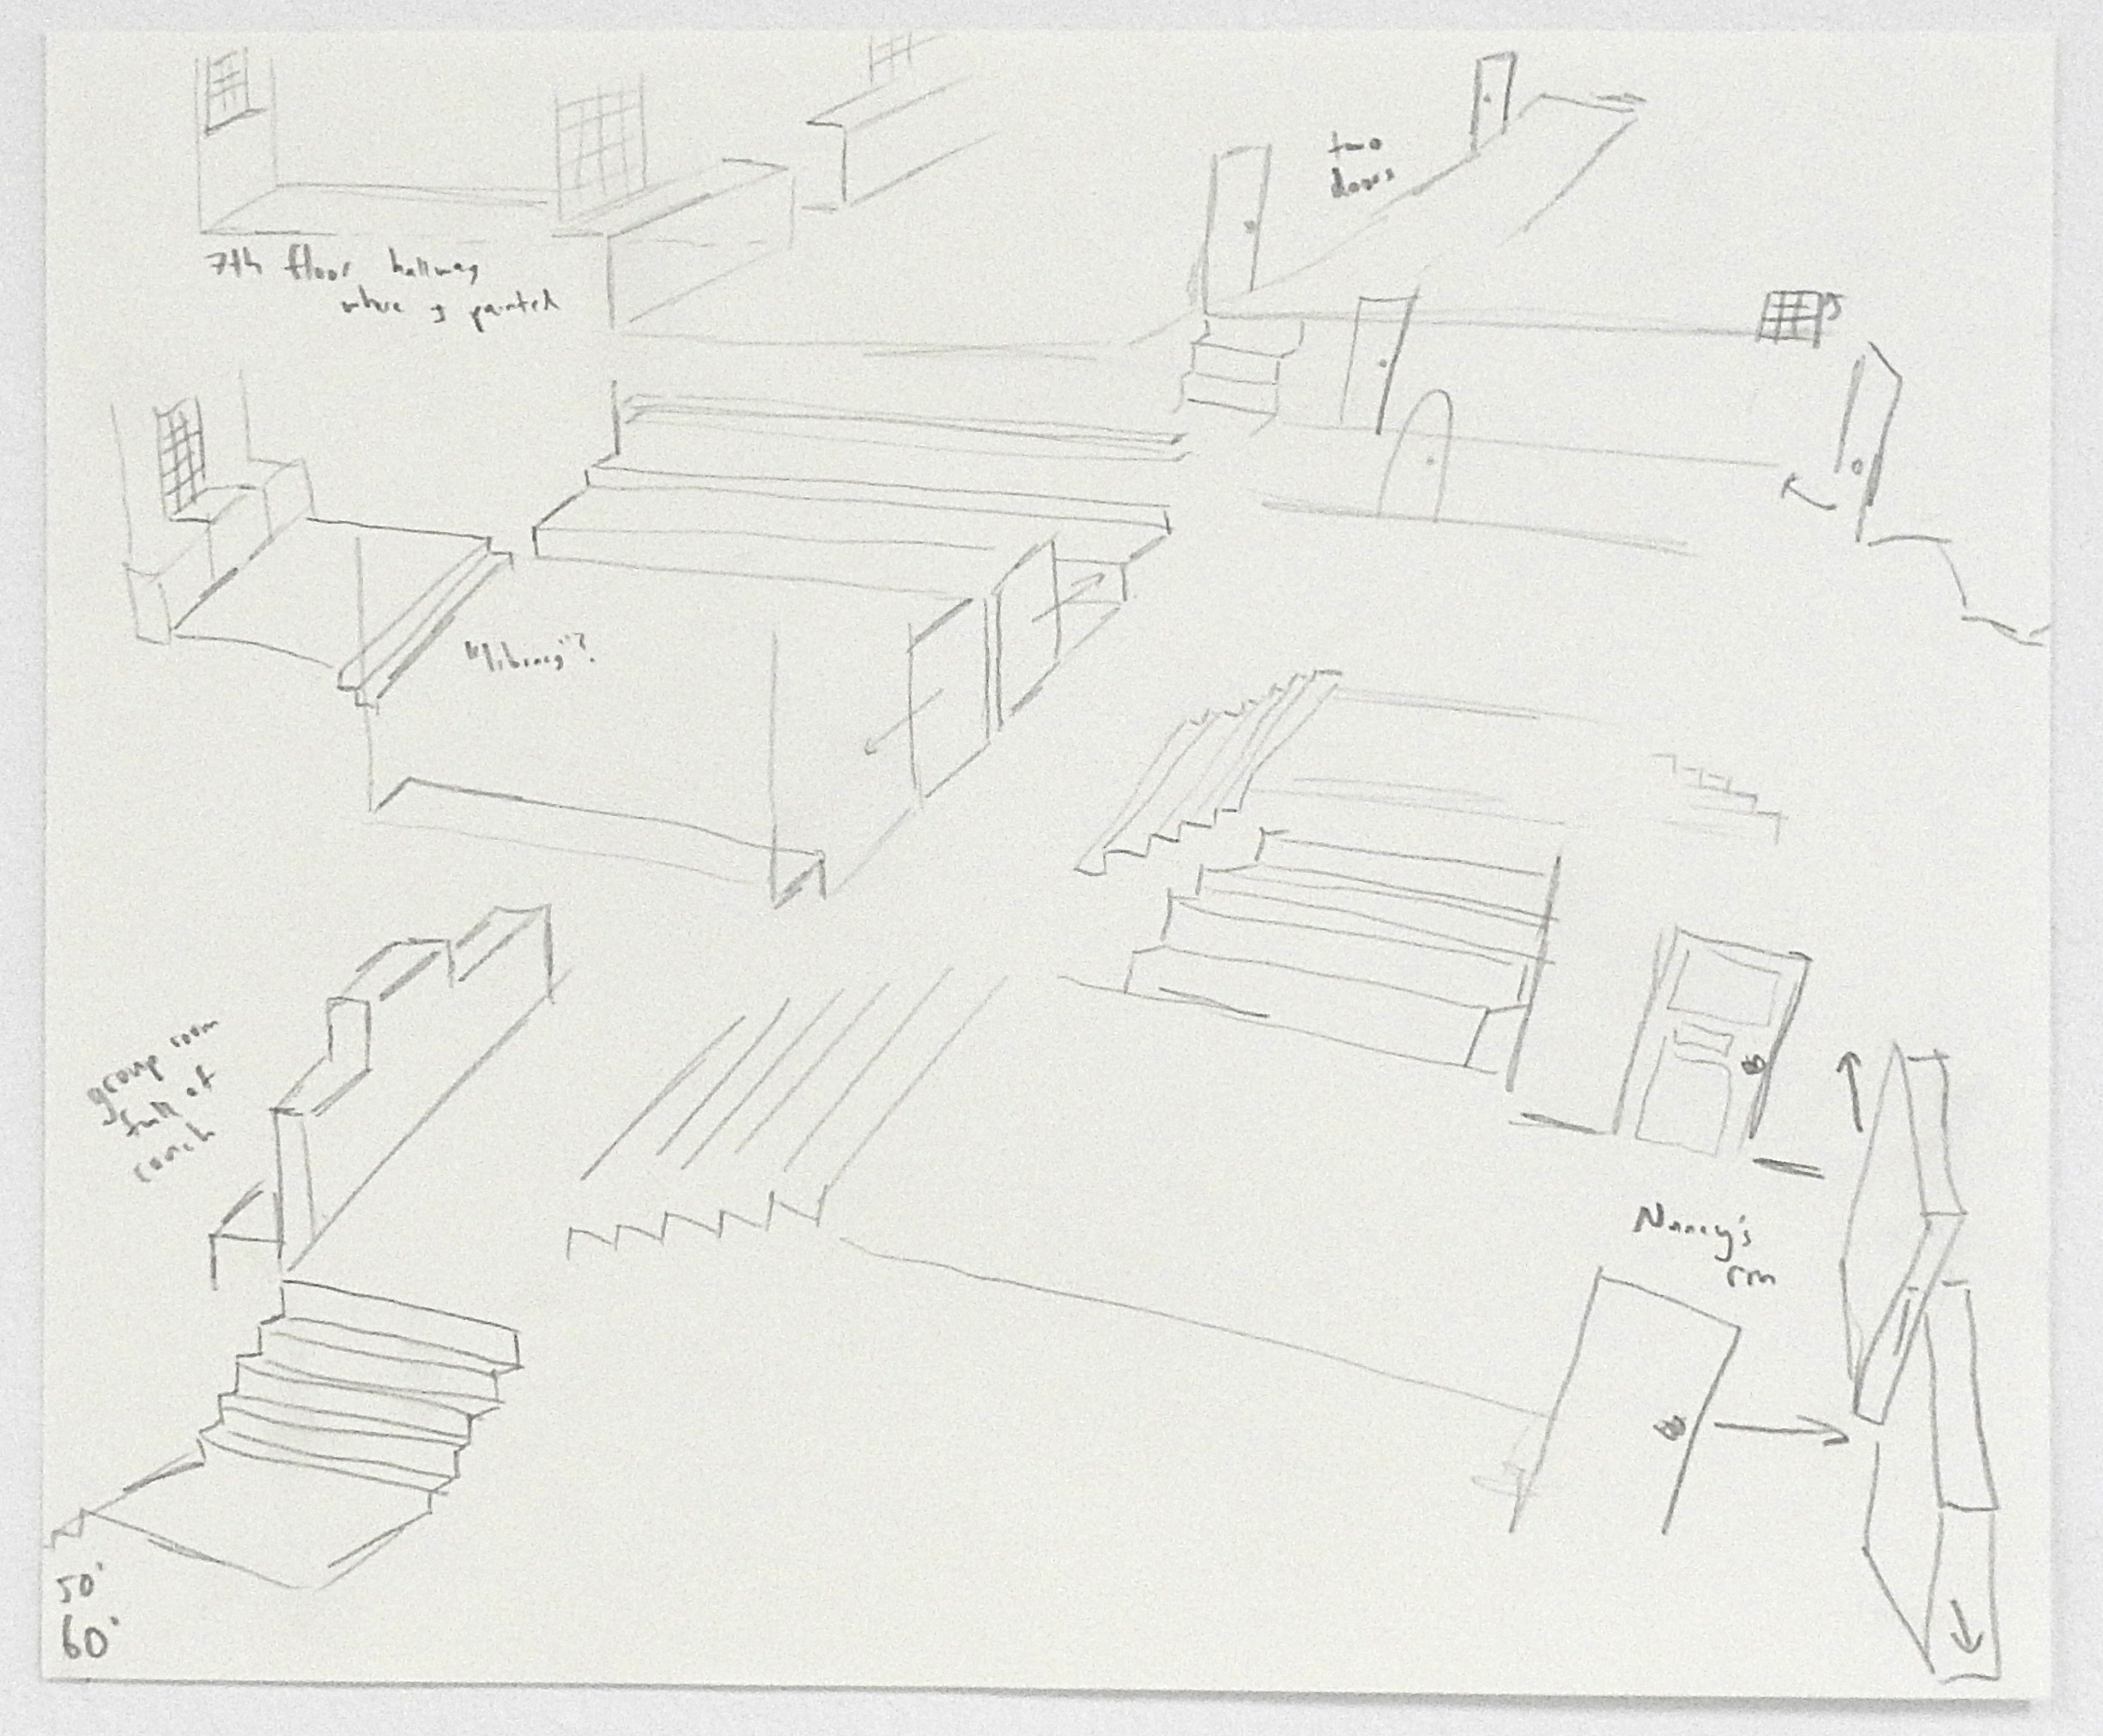 two
doors
7th floor hallway
where I painted
"library"?
group room
full of
couch
Nancy's
rm
50'
60'